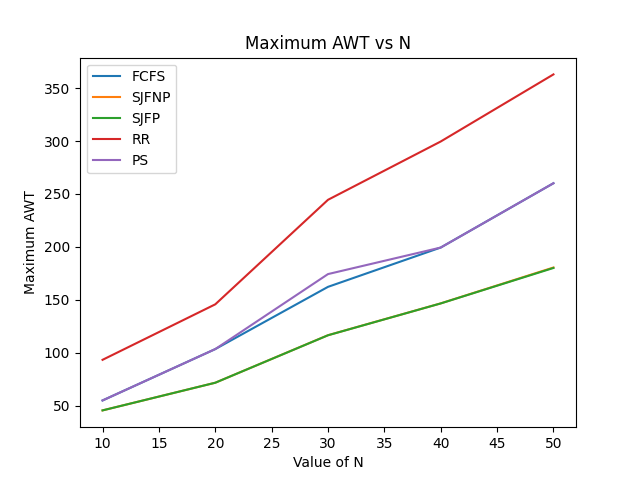 Maximum AWT vs N
FCFS
SJFNP
SJFP
RR
PS
350
300
250
200
150
100
50
Maximum AWT
10 15 20 25 30 35 40 45 50
Value of N